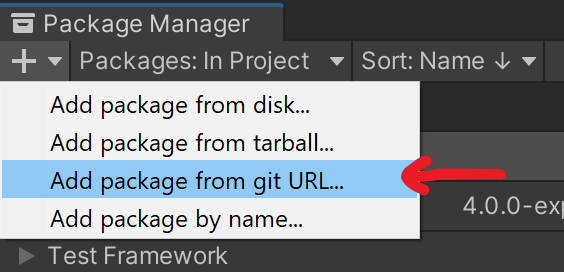 Package Manager
+ Packages: In Project Sort: Name ↓
Add package from disk...
Add package from tarball...
Add package from git URL...
4.0.0-exp
Add package by name...
Test Framework